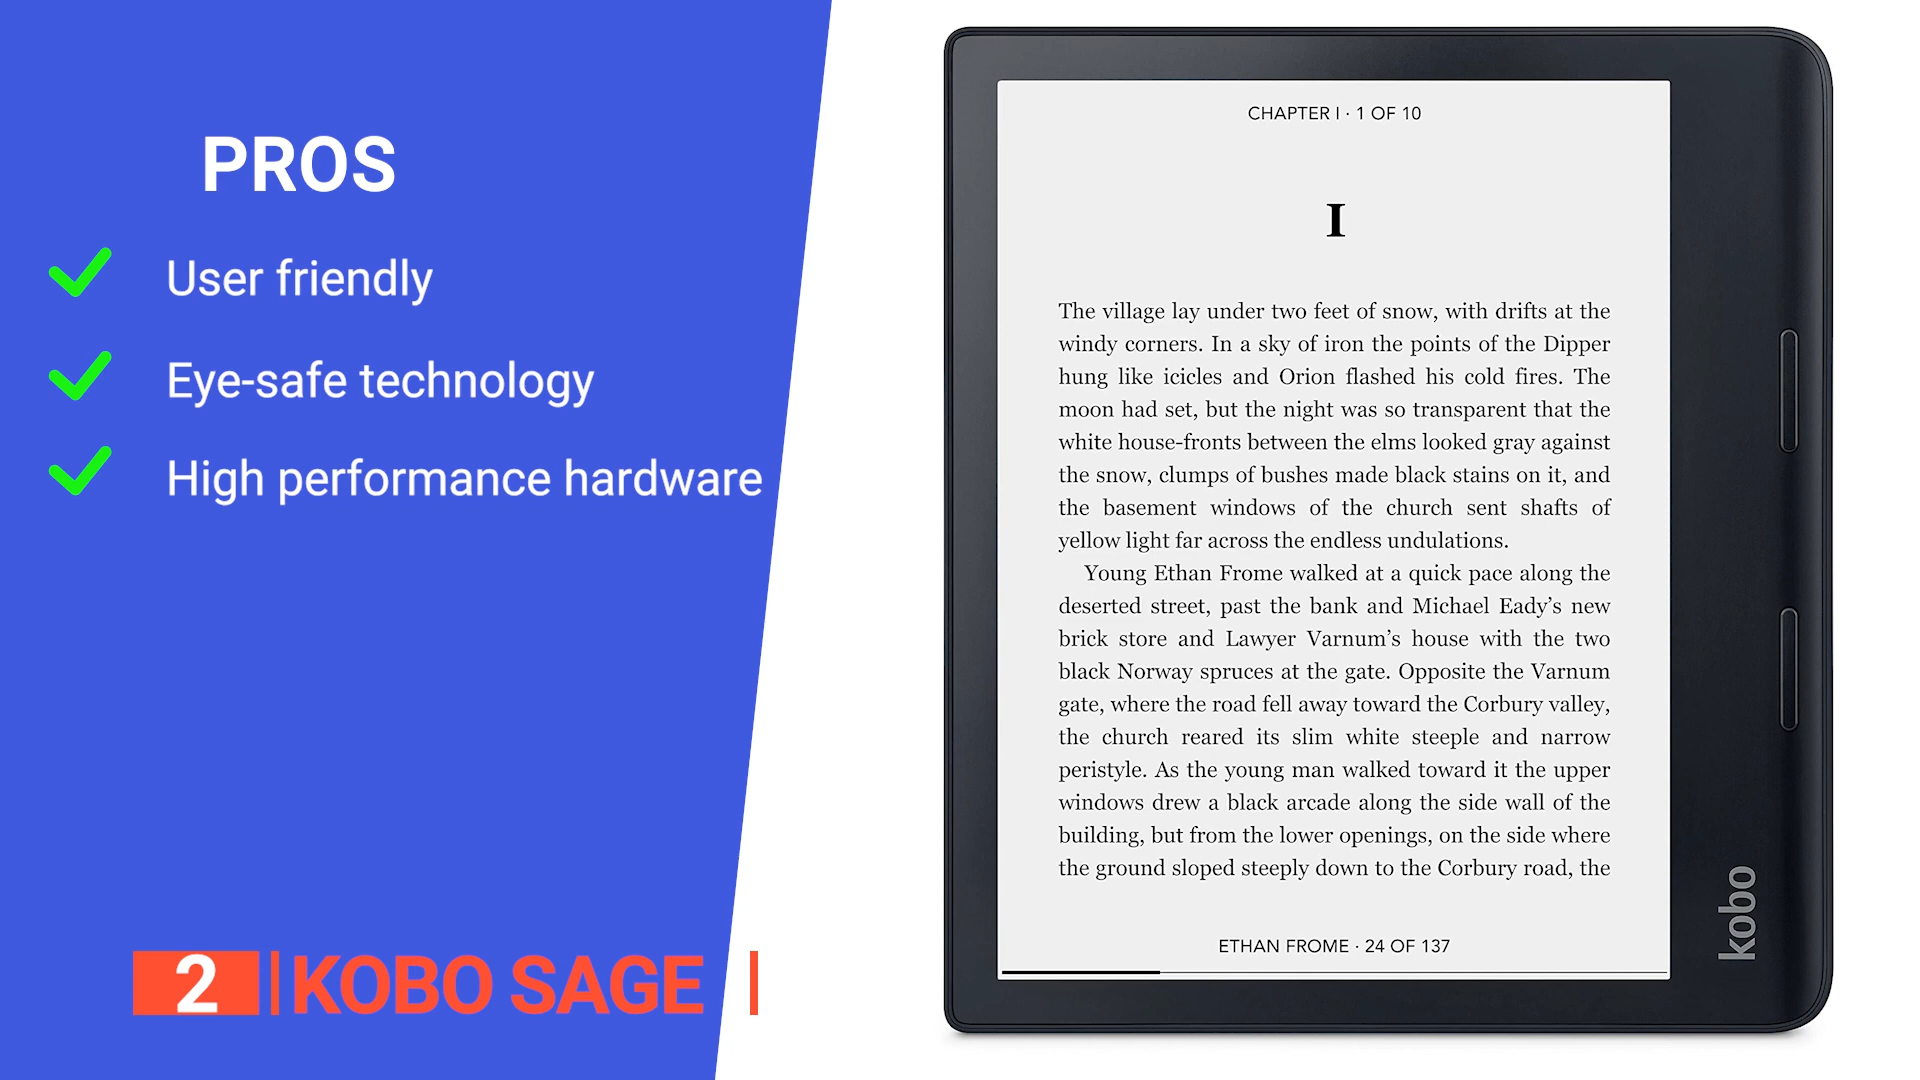 PROS
User friendly
Eye-safe technology
High performance hardware
2 KOBO SAGE
CHAPTER I · 1 OF 10
I
The village lay under two feet of snow, with drifts at the
windy corners. In a sky of iron the points of the Dipper
hung like icicles and Orion flashed his cold fires. The
moon had set, but the night was so transparent that the
white house-fronts between the elms looked gray against
the snow, clumps of bushes made black stains on it, and
the basement windows of the church sent shafts of
yellow light far across the endless undulations.
Young Ethan Frome walked at a quick pace along the
deserted street, past the bank and Michael Eady’s new
brick store and Lawyer Varnum’s house with the two
black Norway spruces at the gate. Opposite the Varnum
gate, where the road fell away toward the Corbury valley,
the church reared its slim white steeple and narrow
peristyle. As the young man walked toward it the upper
windows drew a black arcade along the side wall of the
building, but from the lower openings, on the side where
the ground sloped steeply down to the Corbury road, the
ETHAN FROME · 24 OF 137
kobo